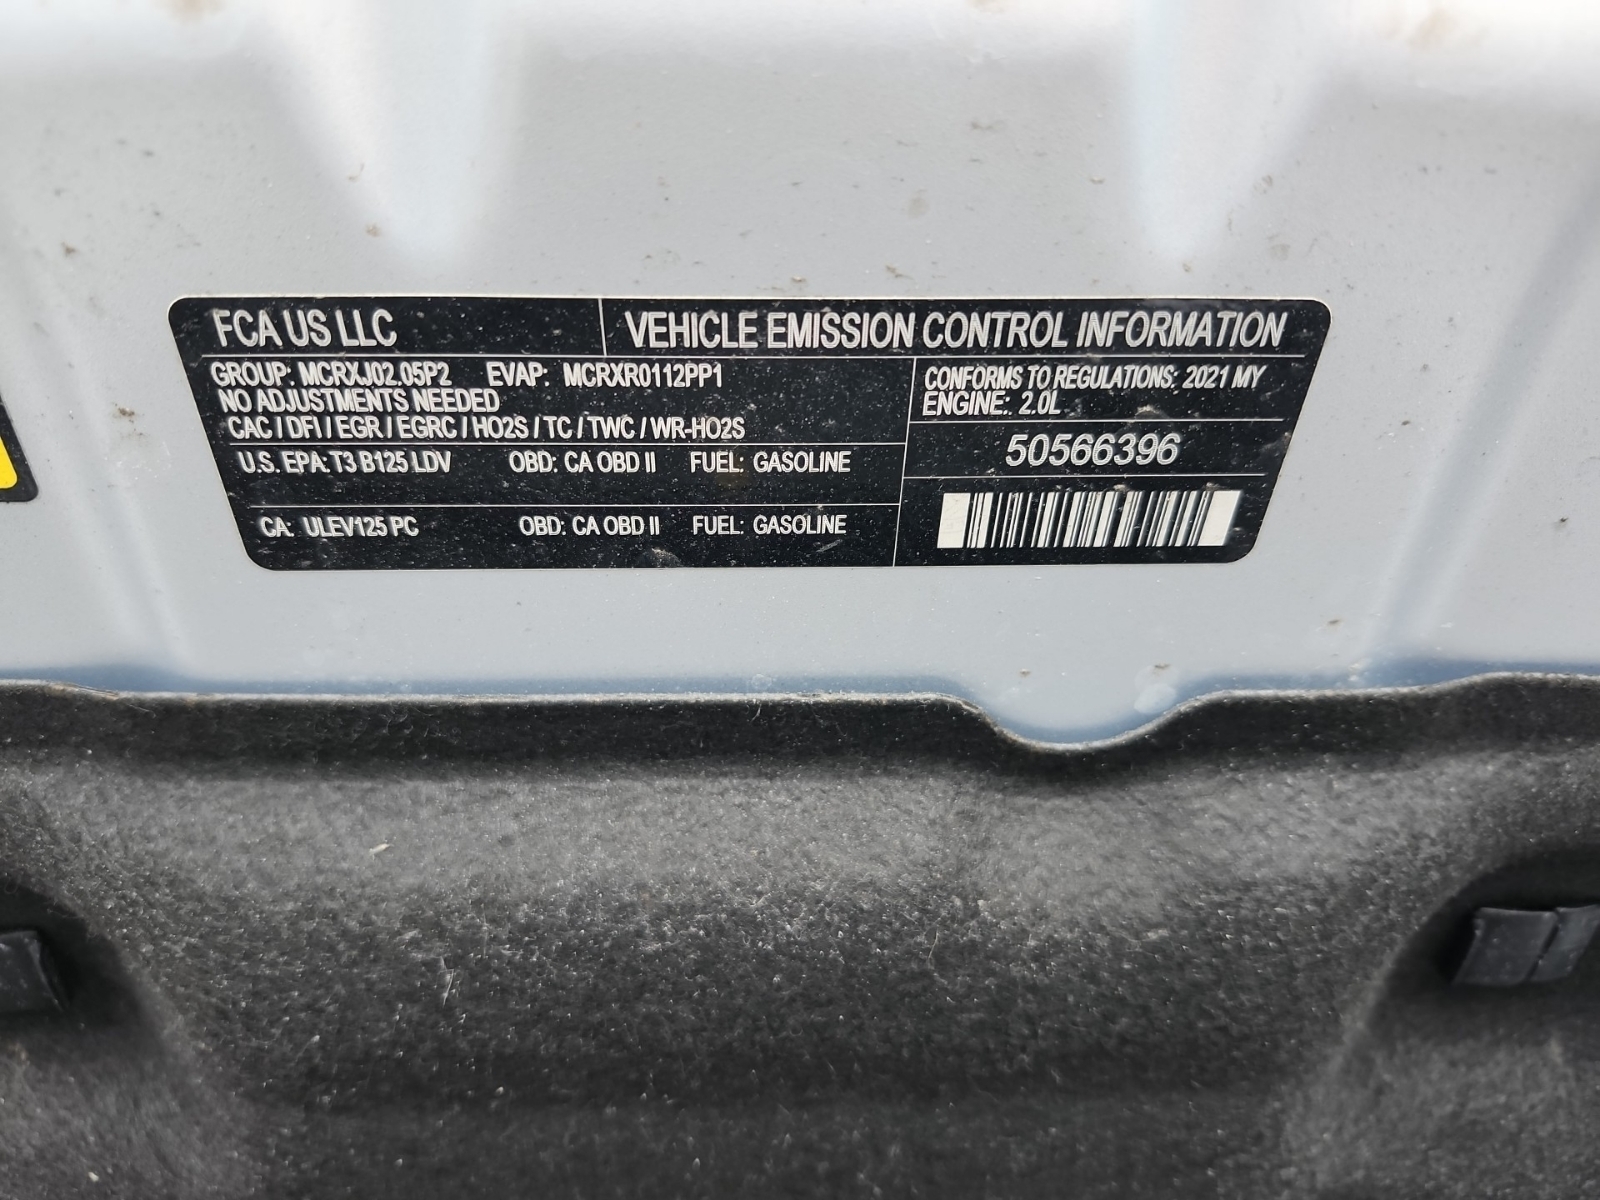 FCA US LLC
VEHICLE EMISSION CONTROL INFORMATION
GROUP: MCRXJ02.05P2 EVAP: MCRXR0112PP1
NO ADJUSTMENTS NEEDED
CAC / DFI / EGR / EGRC / HO2S / TC / TWC / WR-HO2S
U.S. EPA: T3 B125 LDV OBD: CA OBD II FUEL: GASOLINE
CA: ULEV125 PC OBD: CA OBD II FUEL: GASOLINE
CONFORMS TO REGULATIONS: 2021 MY
ENGINE: 2.0L
50566396